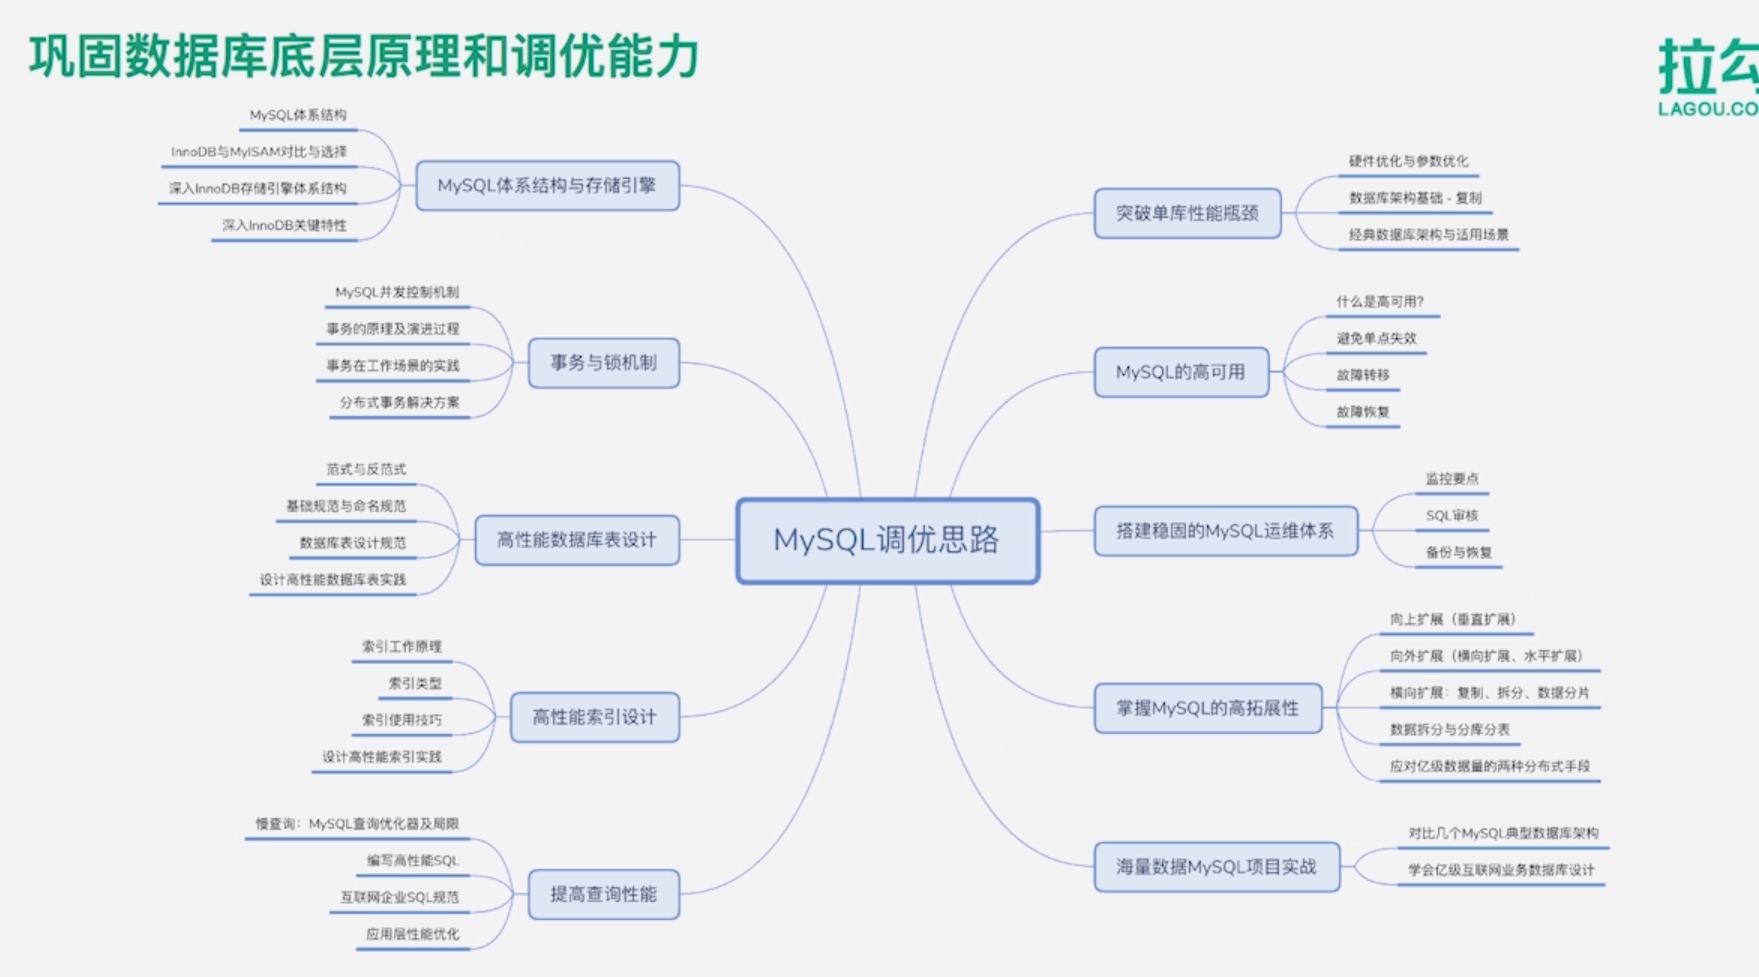 巩固数据库底层原理和调优能力
拉勾
LAGOU.CO
MySQL调优思路
MySQL体系结构与存储引擎
MySQL体系结构
InnoDB与MyISAM对比与选择
深入InnoDB存储引擎体系结构
深入InnoDB关键特性
事务与锁机制
MySQL并发控制机制
事务的原理及演进过程
事务在工作场景的实践
分布式事务解决方案
高性能数据库表设计
范式与反范式
基础规范与命名规范
数据库表设计规范
设计高性能数据库表实践
高性能索引设计
索引工作原理
索引类型
索引使用技巧
设计高性能索引实践
提高查询性能
慢查询：MySQL查询优化器及局限
编写高性能SQL
互联网企业SQL规范
应用层性能优化
突破单库性能瓶颈
硬件优化与参数优化
数据库架构基础 - 复制
经典数据库架构与适用场景
MySQL的高可用
什么是高可用?
避免单点失效
故障转移
故障恢复
搭建稳固的MySQL运维体系
监控要点
SQL审核
备份与恢复
掌握MySQL的高拓展性
向上扩展（垂直扩展）
向外扩展（横向扩展、水平扩展）
横向扩展：复制、拆分、数据分片
数据拆分与分库分表
应对亿级数据量的两种分布式手段
海量数据MySQL项目实战
对比几个MySQL典型数据库架构
学会亿级互联网业务数据库设计